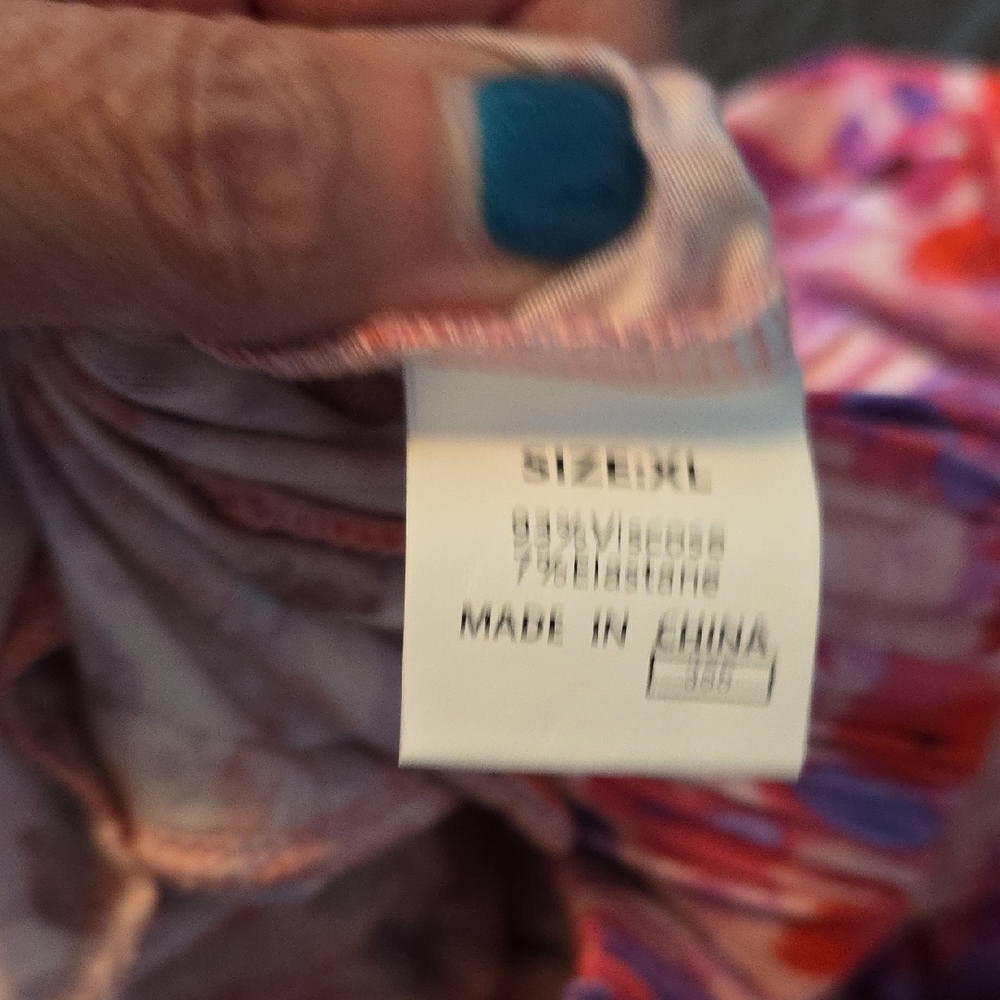 SIZE:XL
93%Viscose
7%Elastane
MADE IN CHINA